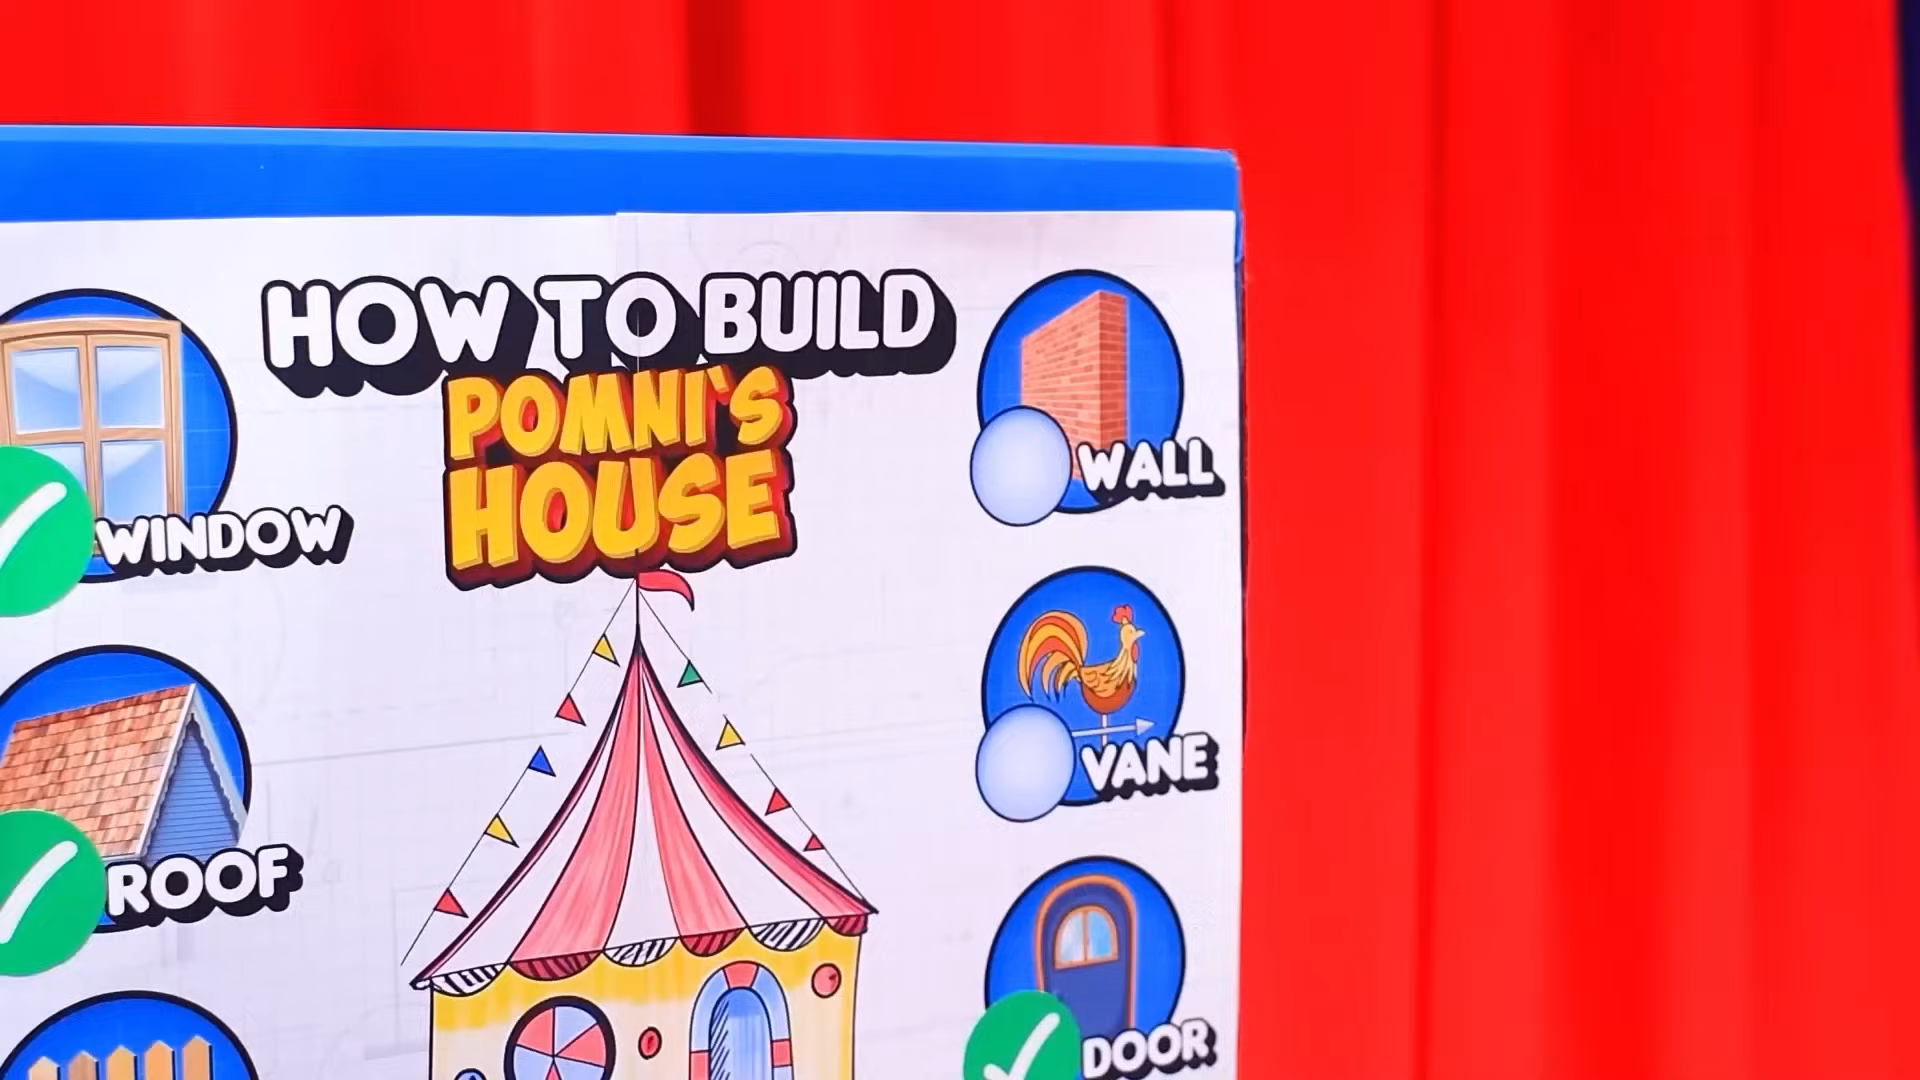 HOW TO BUILD
POMNI'S
HOUSE
WINDOW
WALL
ROOF
VANE
DOOR